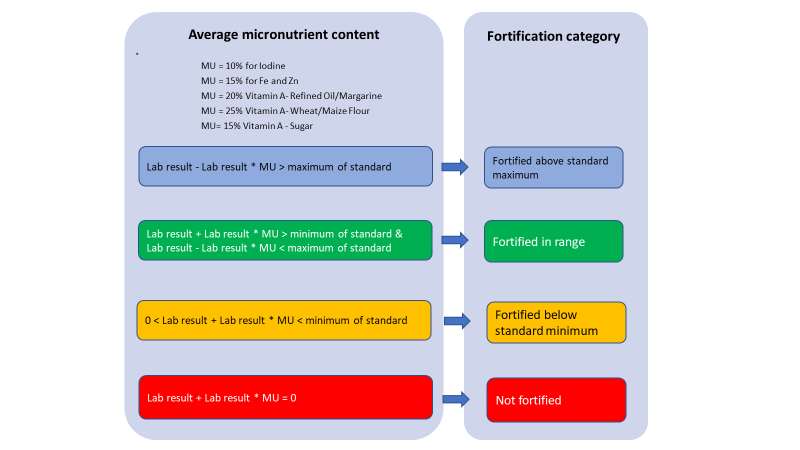 Average micronutrient content
MU = 10% for Iodine
MU = 15% for Fe and Zn
MU = 20% Vitamin A- Refined Oil/Margarine
MU = 25% Vitamin A- Wheat/Maize Flour
MU= 15% Vitamin A - Sugar
Lab result - Lab result * MU > maximum of standard
Lab result + Lab result * MU > minimum of standard &
Lab result - Lab result * MU < maximum of standard
0 < Lab result + Lab result * MU < minimum of standard
Lab result + Lab result * MU = 0
Fortification category
Fortified above standard
maximum
Fortified in range
Fortified below
standard minimum
Not fortified